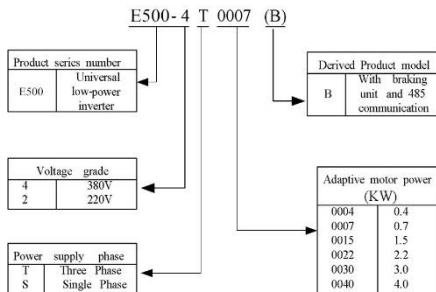 E500-4 T 0007 (B)
Product series number
E500 Universal low-power inverter
Derived Product model
B With braking unit and 485 communication
Voltage grade
4 380V
2 220V
Adaptive motor power (KW)
0004 0.4
0007 0.7
0015 1.5
0022 2.2
0030 3.0
0040 4.0
Power supply phase
T Three Phase
S Single Phase